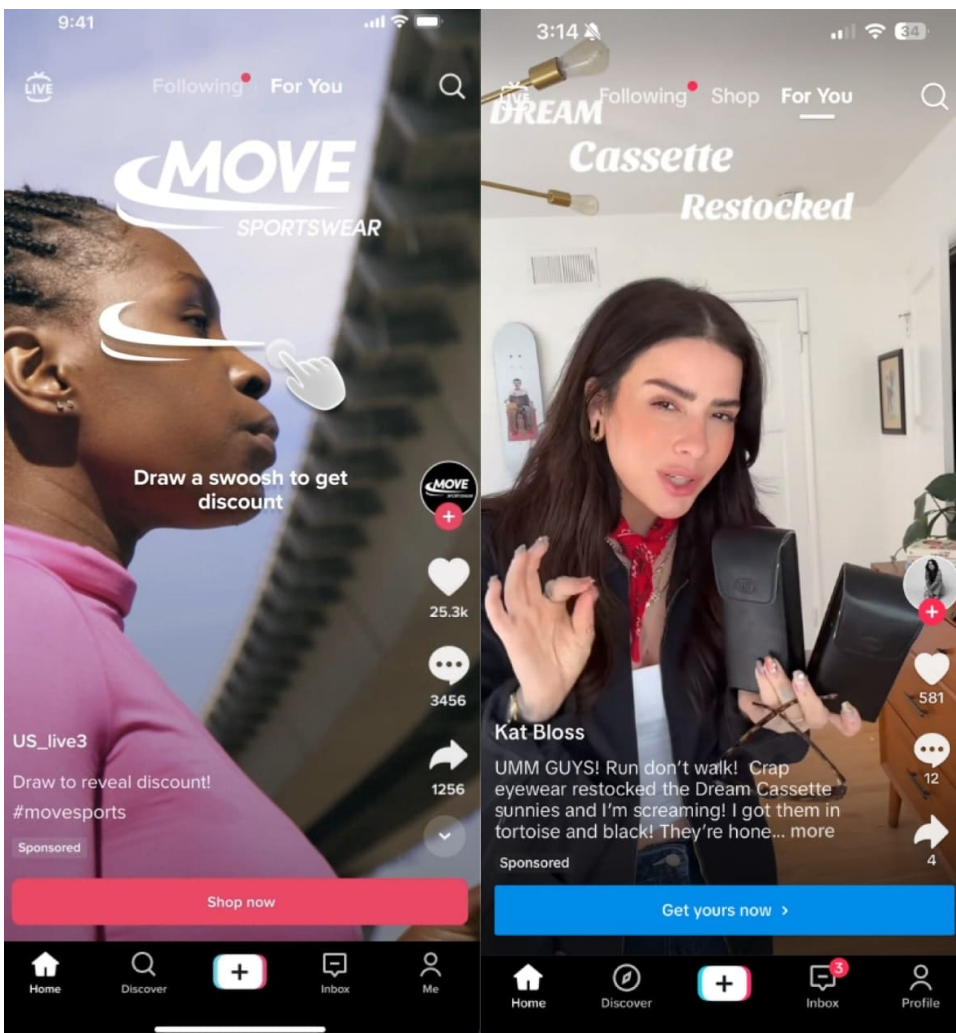 9:41
LIVE
Following
For You
MOVE
SPORTSWEAR
Draw a swoosh to get
discount
MOVE
SPORTSWEAR
25.3k
3456
1256
US_live3
Draw to reveal discount!
#movesports
Sponsored
Shop now
Home
Discover
Inbox
Me
3:14
34
LIVE
Following
Shop
For You
DREAM
Cassette
Restocked
581
12
4
Kat Bloss
UMM GUYS! Run don't walk! Crap
eyewear restocked the Dream Cassette
sunnies and I'm screaming! I got them in
tortoise and black! They're hone... more
Sponsored
Get yours now >
3
Home
Discover
Inbox
Profile